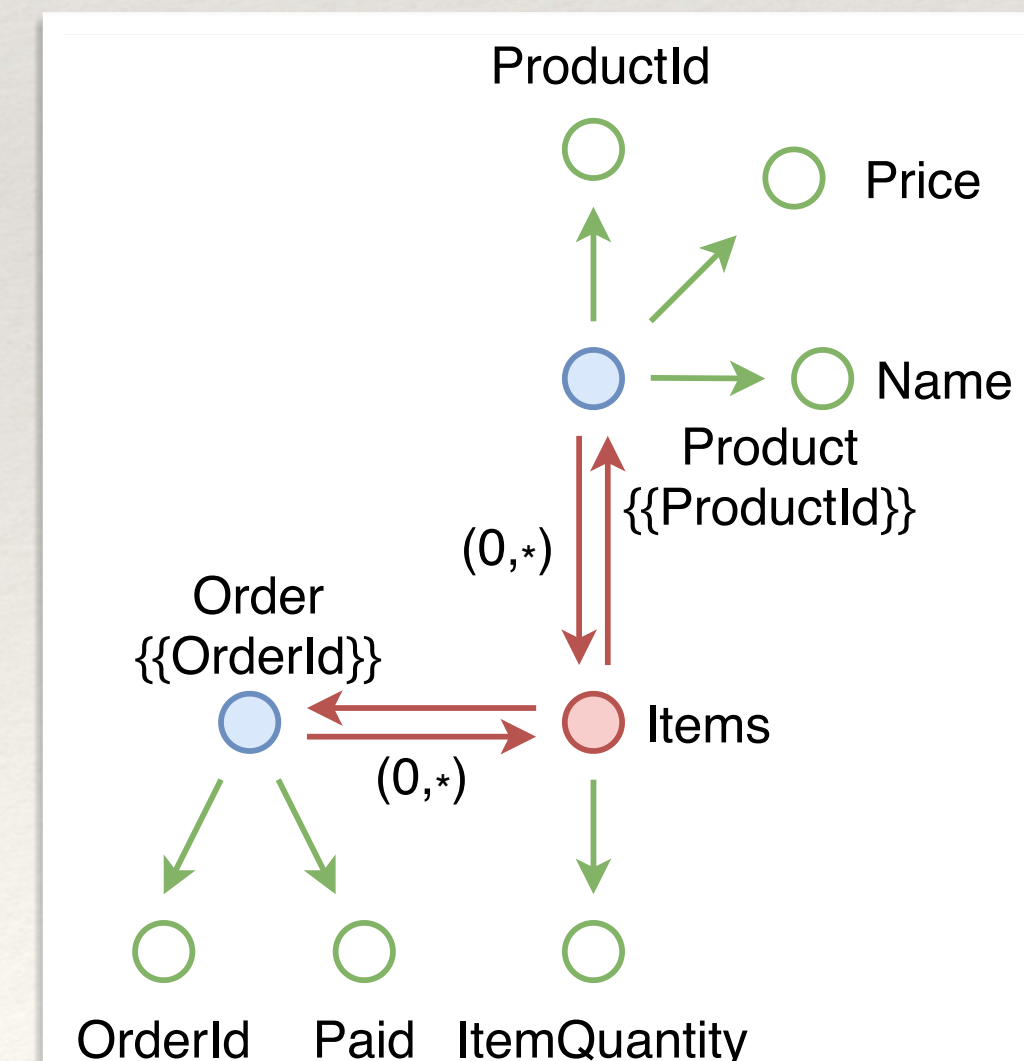 ProductId
Price
Name
Product
{{ProductId}}
(0,*)
Order
{{OrderId}}
Items
(0,*)
OrderId Paid ItemQuantity